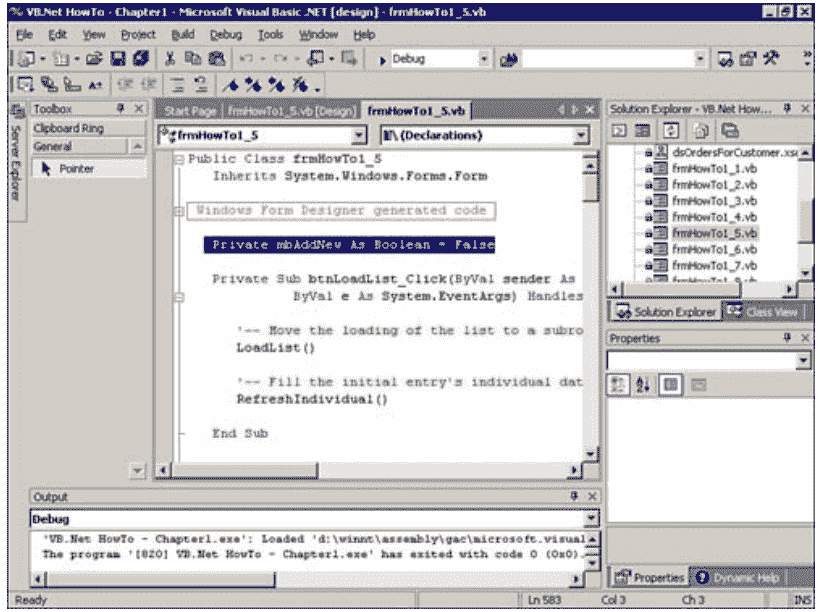 VB.Net HowTo - Chapter1 - Microsoft Visual Basic .NET [design] - frmHowTo1_5.vb
File Edit View Project Build Debug Tools Window Help
Debug
Toolbox
Start Page frmHowTo1_5.vb [Design] frmHowTo1_5.vb
Solution Explorer - VB.Net How...
Server Explorer
Clipboard Ring
General
Pointer
frmHowTo1_5 (Declarations)
Public Class frmHowTo1_5
Inherits System.Windows.Forms.Form
Windows Form Designer generated code
Private mbAddNew As Boolean = False
Private Sub btnLoadList_Click(ByVal sender As
ByVal e As System.EventArgs) Handles
'-- Move the loading of the list to a subro
LoadList()
'-- Fill the initial entry's individual dat
RefreshIndividual()
End Sub
dsOrdersForCustomer.xsd
frmHowTo1_1.vb
frmHowTo1_2.vb
frmHowTo1_3.vb
frmHowTo1_4.vb
frmHowTo1_5.vb
frmHowTo1_6.vb
frmHowTo1_7.vb
Solution Explorer Class View
Properties
Output
Debug
'VB.Net HowTo - Chapter1.exe': Loaded 'd:\winnt\assembly\gac\microsoft.visual
The program '[820] VB.Net HowTo - Chapter1.exe' has exited with code 0 (0x0).
Properties Dynamic Help
Ready Ln 583 Col 3 Ch 3 INS